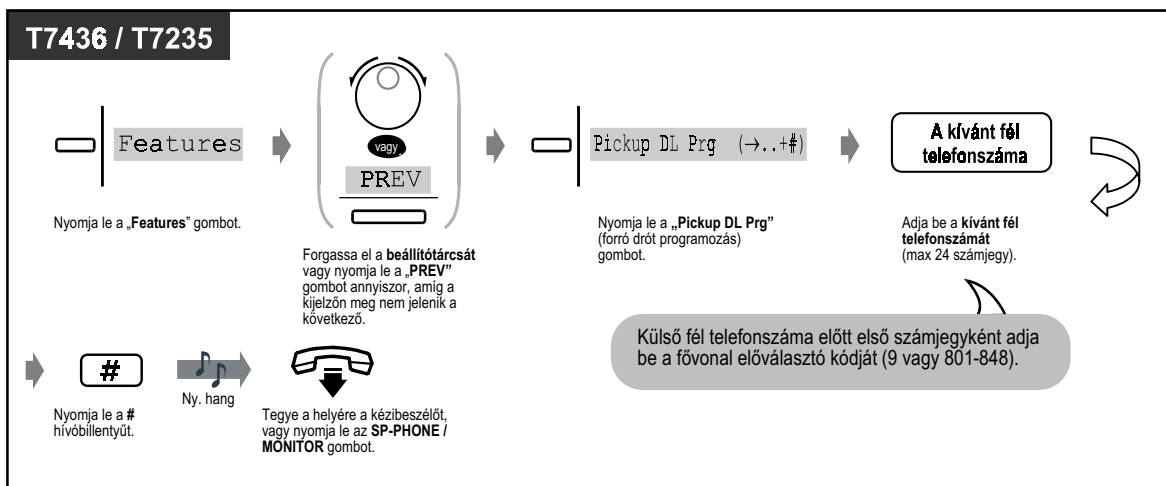 T7436 / T7235
Features
Nyomja le a „Features" gombot.
vagy
PREV
Forgassa el a beállítótárcsát
vagy nyomja le a „PREV"
gombot annyiszor, amíg a
kijelzőn meg nem jelenik a
következő.
Pickup DL Prg (→..+#)
Nyomja le a „Pickup DL Prg"
(forró drót programozás)
gombot.
A kívánt fél
telefonszáma
Adja be a kívánt fél
telefonszámát
(max 24 számjegy).
Külső fél telefonszáma előtt első számjegyként adja
be a fővonal előválasztó kódját (9 vagy 801-848).
#
Nyomja le a #
hívóbillentyűt.
Ny. hang
Tegye a helyére a kézibeszélőt,
vagy nyomja le az SP-PHONE /
MONITOR gombot.